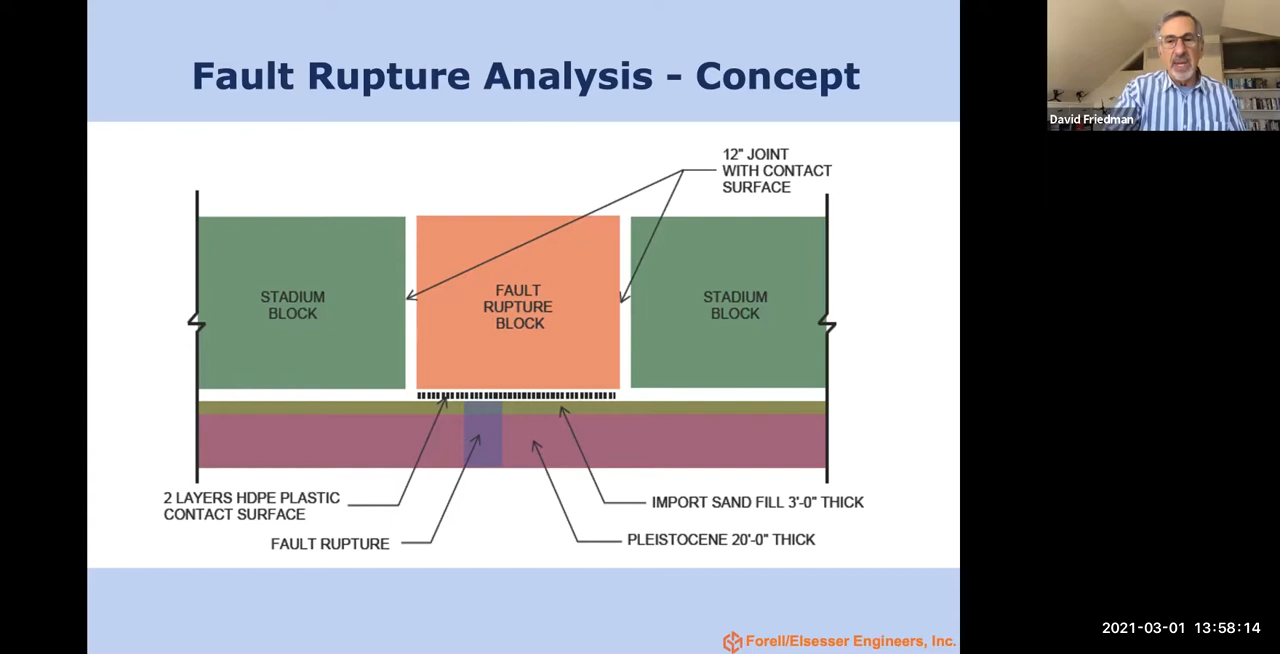 Fault Rupture Analysis - Concept
David Friedman
12" JOINT
WITH CONTACT
SURFACE
STADIUM
BLOCK
FAULT
RUPTURE
BLOCK
STADIUM
BLOCK
2 LAYERS HDPE PLASTIC
CONTACT SURFACE
IMPORT SAND FILL 3'-0" THICK
FAULT RUPTURE
PLEISTOCENE 20'-0" THICK
2021-03-01 13:58:14
Forell/Elsesser Engineers, Inc.